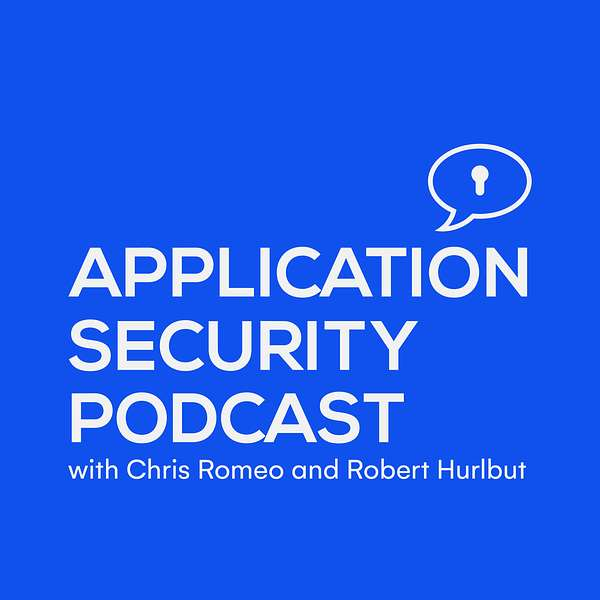 APPLICATION
SECURITY
PODCAST
with Chris Romeo and Robert Hurlbut